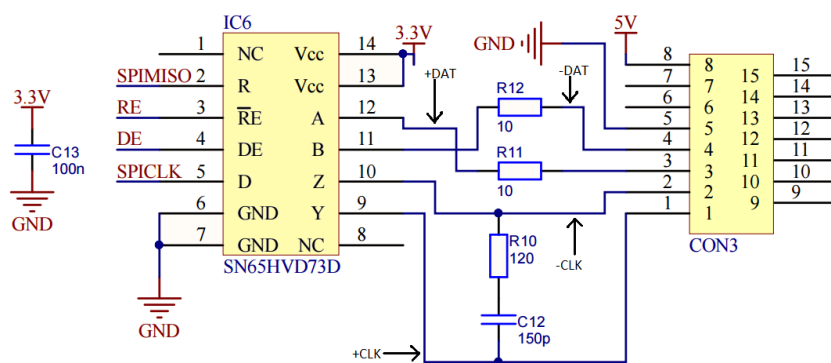 IC6
1 NC Vcc 14 3.3V
SPIMISO 2 R Vcc 13
RE 3 RE A 12 +DAT
DE 4 DE B 11
SPICLK 5 D Z 10
6 GND Y 9
7 GND NC 8
SN65HVD73D
GND
3.3V
C13
100n
GND
GND
5V
-DAT
R12
10
R11
10
R10
120
-CLK
C12
150p
+CLK
8 8 15 15
7 7 14 14
6 6 13 13
5 5 12 12
4 4 11 11
3 3 10 10
2 2 9 9
1 1
CON3